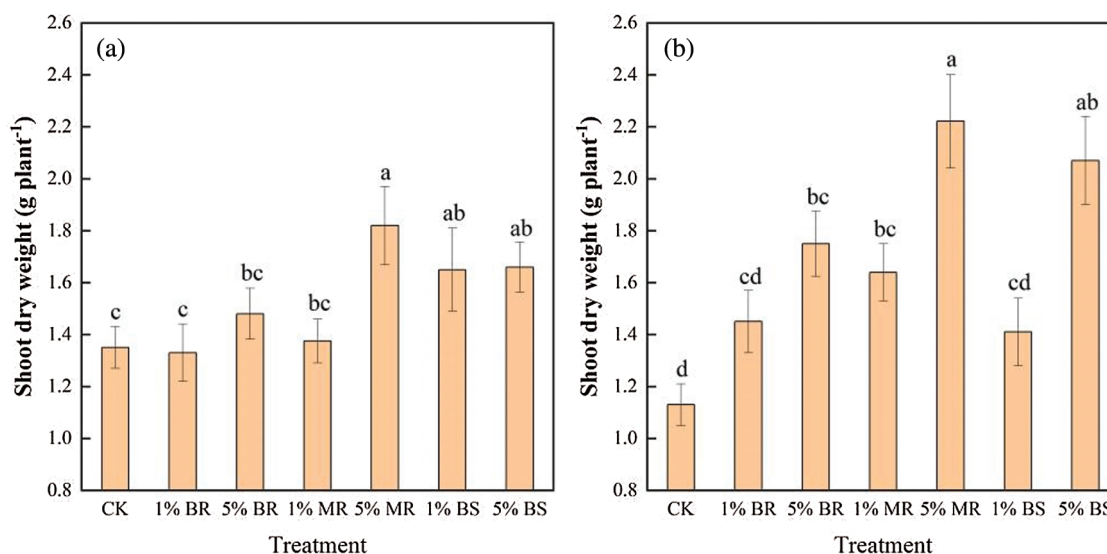 (a)
Shoot dry weight (g plant⁻¹)
2.6
2.4
2.2
2.0
1.8
1.6
1.4
1.2
1.0
0.8
c
c
bc
bc
a
ab
ab
CK 1% BR 5% BR 1% MR 5% MR 1% BS 5% BS
Treatment
(b)
Shoot dry weight (g plant⁻¹)
2.6
2.4
2.2
2.0
1.8
1.6
1.4
1.2
1.0
0.8
d
cd
bc
bc
a
cd
ab
CK 1% BR 5% BR 1% MR 5% MR 1% BS 5% BS
Treatment